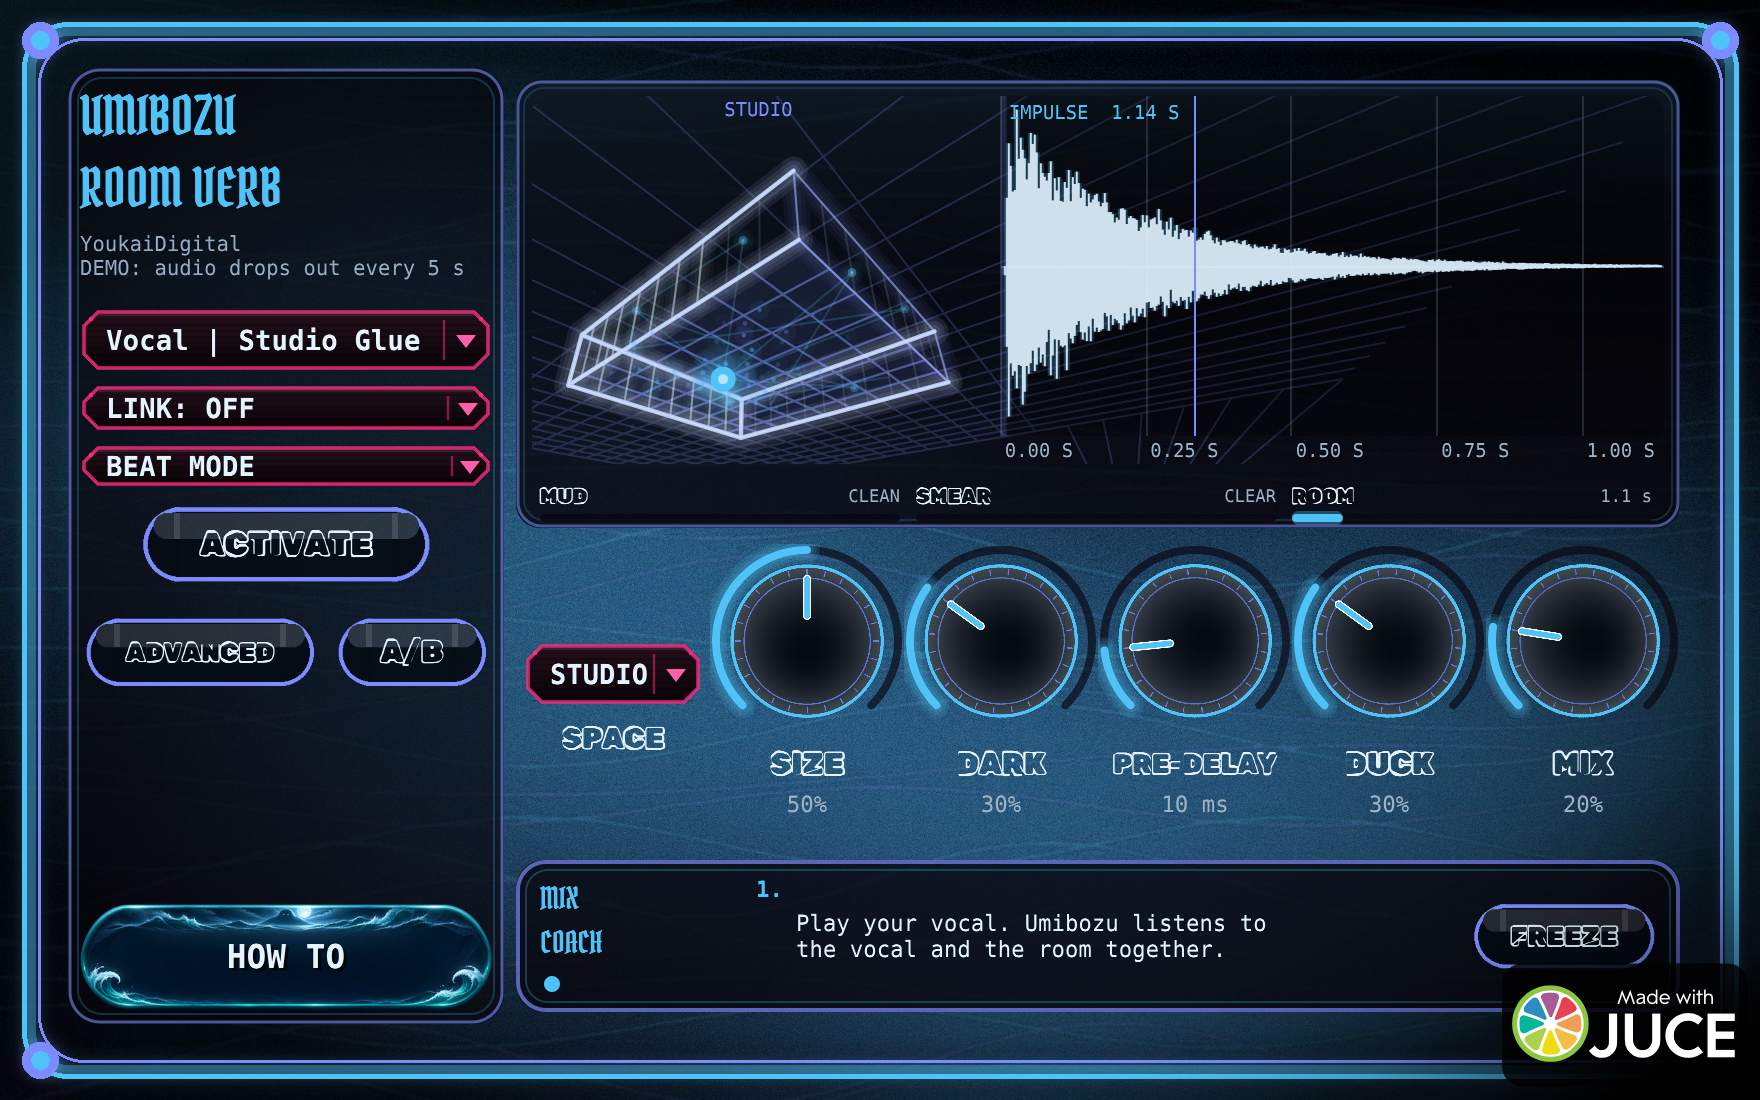 UMIBOZU
ROOM VERB
YoukaiDigital
DEMO: audio drops out every 5 s
Vocal | Studio Glue
LINK: OFF
BEAT MODE
ACTIVATE
ADVANCED
A/B
HOW TO
STUDIO
IMPULSE 1.14 S
0.00 S
0.25 S
0.50 S
0.75 S
1.00 S
MUD
CLEAN
SMEAR
CLEAR
ROOM
1.1 s
STUDIO
SPACE
SIZE
50%
DARK
30%
PRE-DELAY
10 ms
DUCK
30%
MIX
20%
MIX
COACH
1.
Play your vocal. Umibozu listens to
the vocal and the room together.
FREEZE
Made with
JUCE